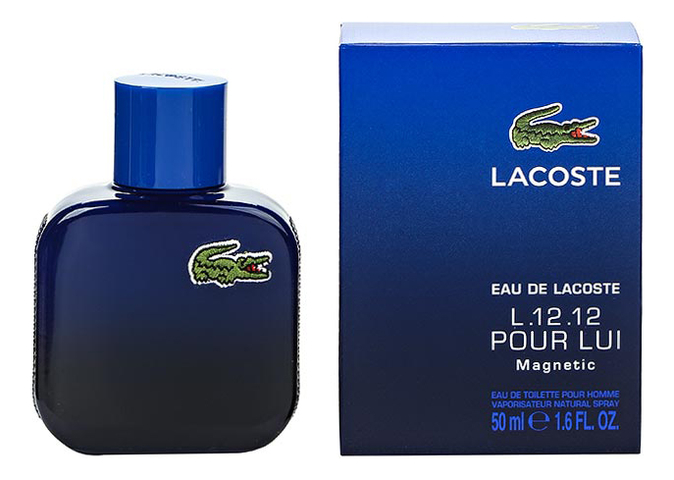 LACOSTE
LACOSTE
EAU DE LACOSTE
L.12.12
POUR LUI
Magnetic
EAU DE TOILETTE POUR HOMME
VAPORISATEUR NATURAL SPRAY
50 ml ℮ 1.6 FL. OZ.